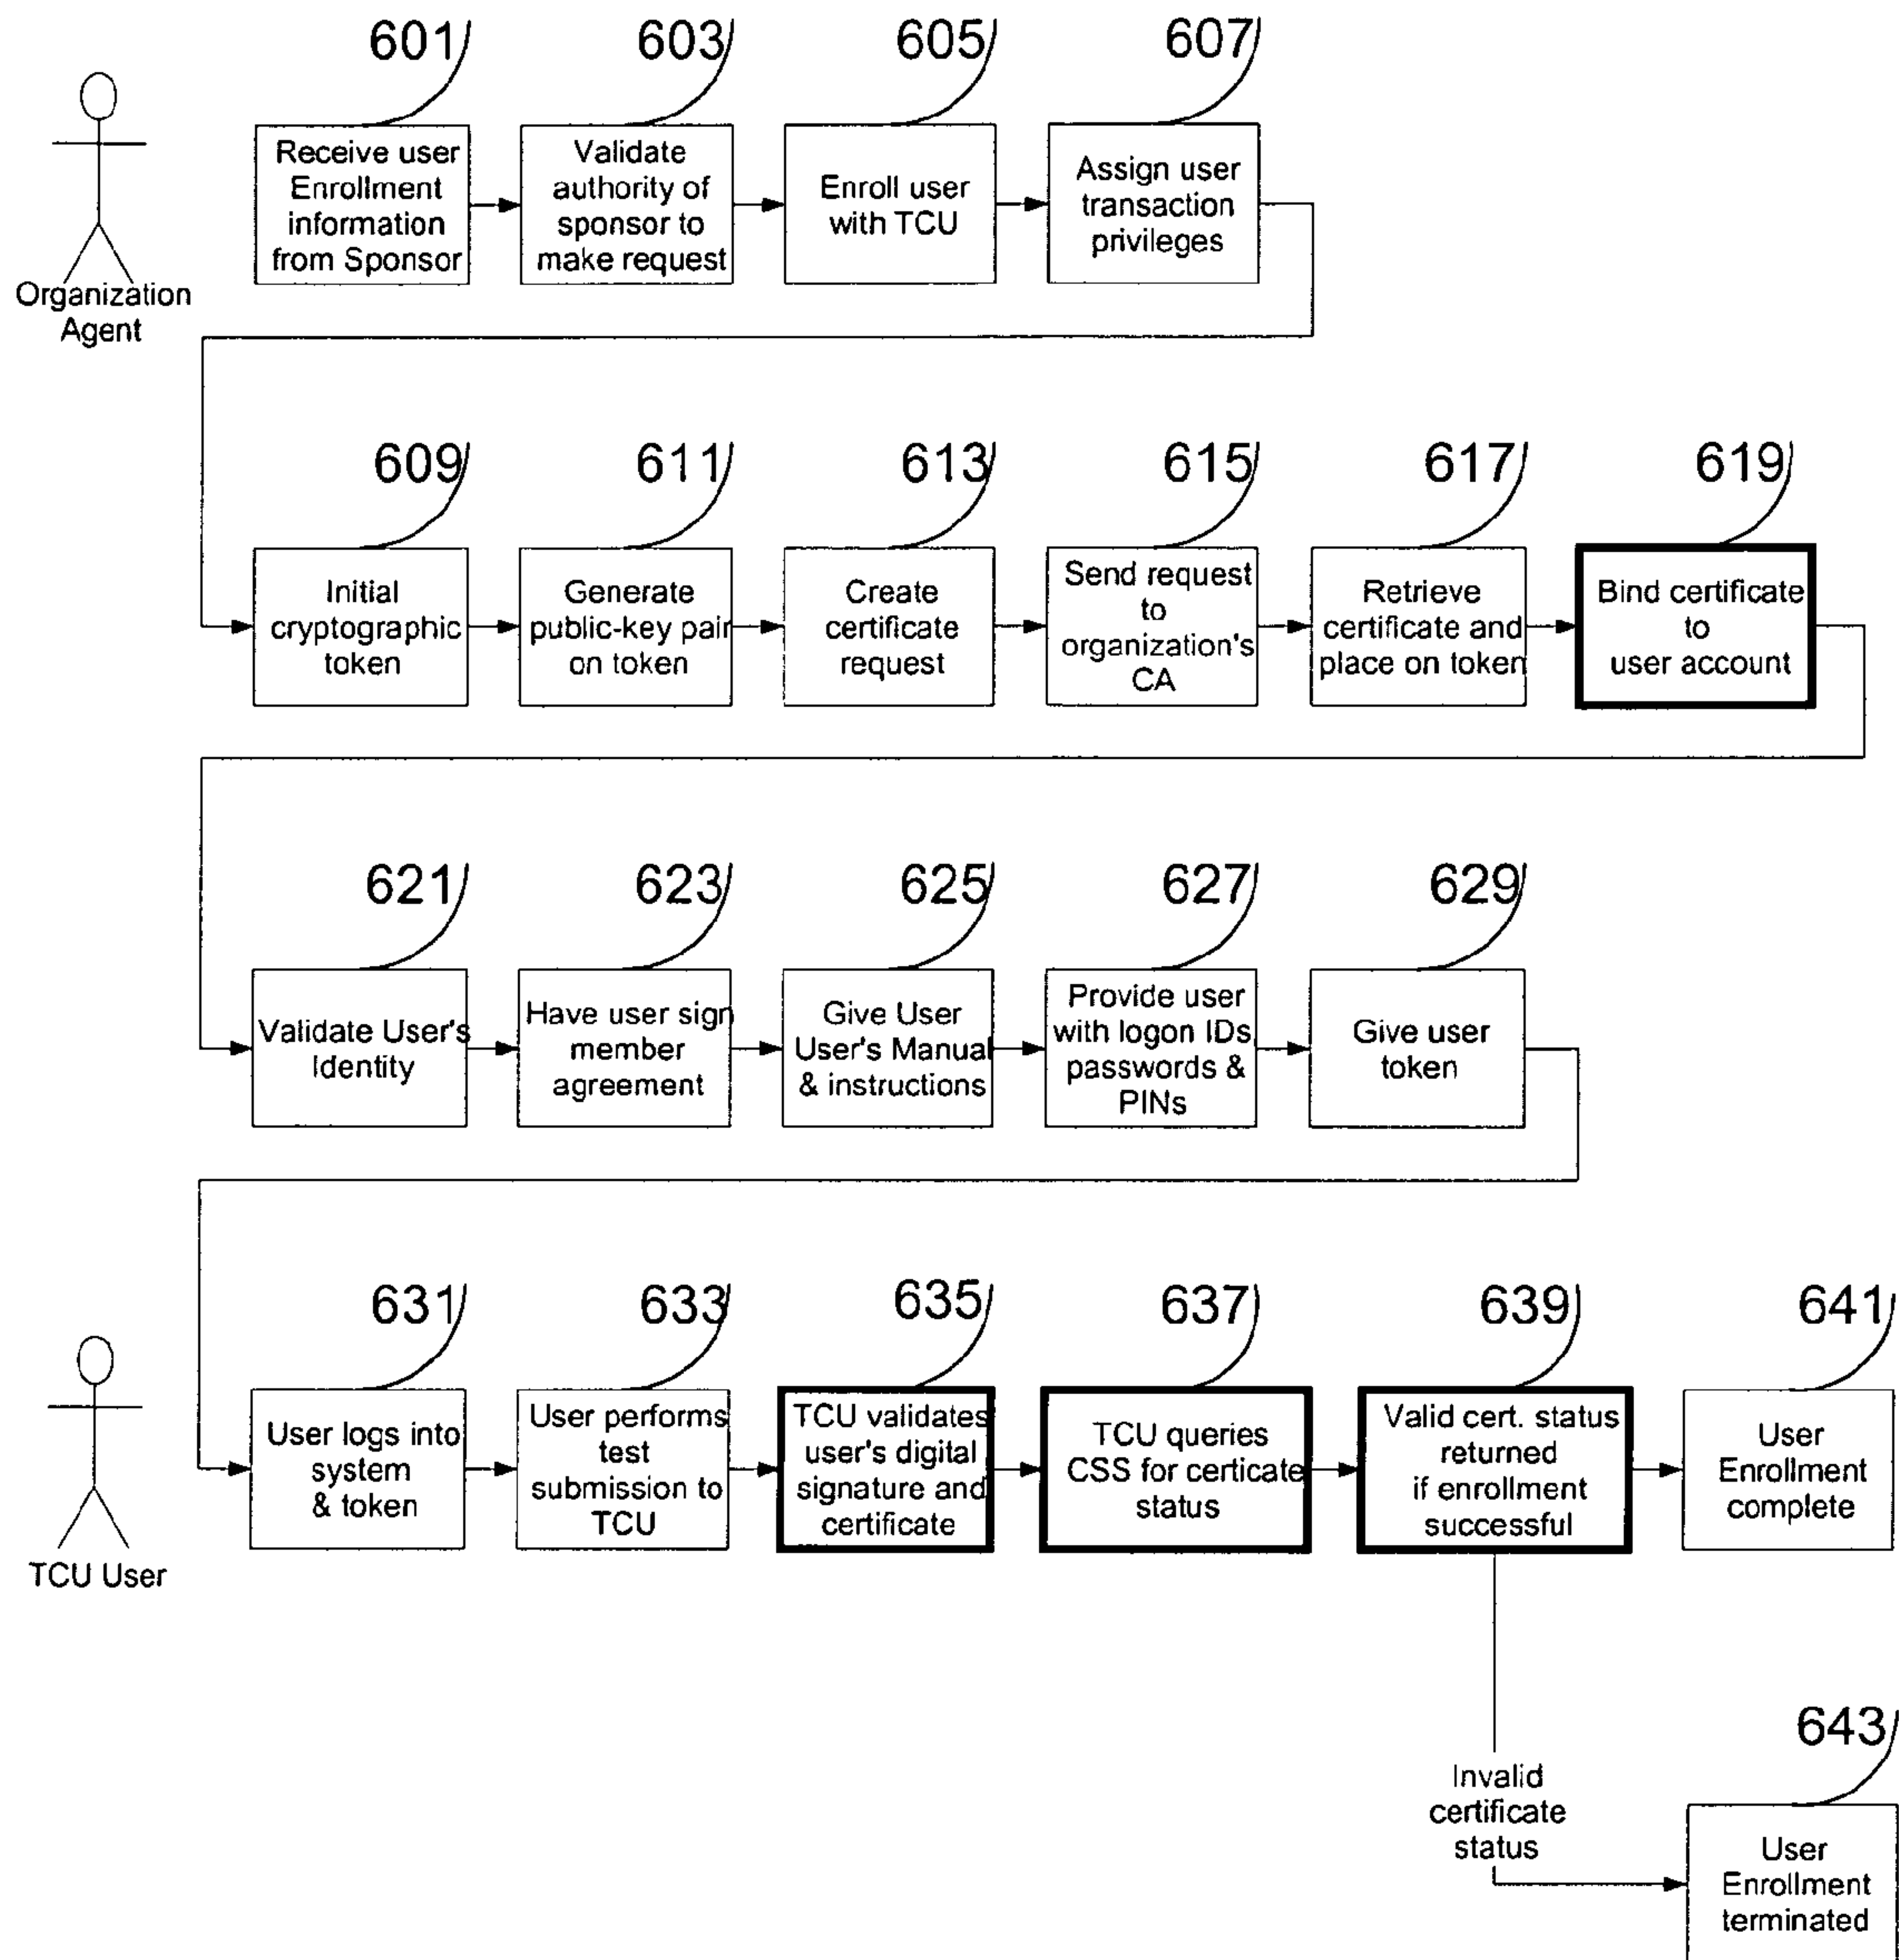 601
603
605
607
Organization
Agent
Receive user
Enrollment
information
from Sponsor
Validate
authority of
sponsor to
make request
Enroll user
with TCU
Assign user
transaction
privileges
609
611
613
615
617
619
Initial
cryptographic
token
Generate
public-key pair
on token
Create
certificate
request
Send request
to
organization's
CA
Retrieve
certificate and
place on token
Bind certificate
to
user account
621
623
625
627
629
Validate User's
Identity
Have user sign
member
agreement
Give User
User's Manual
& instructions
Provide user
with logon IDs
passwords &
PINs
Give user
token
631
633
635
637
639
641
TCU User
User logs into
system
& token
User performs
test
submission to
TCU
TCU validates
user's digital
signature and
certificate
TCU queries
CSS for certicate
status
Valid cert. status
returned
if enrollment
successful
User
Enrollment
complete
Invalid
certificate
status
643
User
Enrollment
terminated